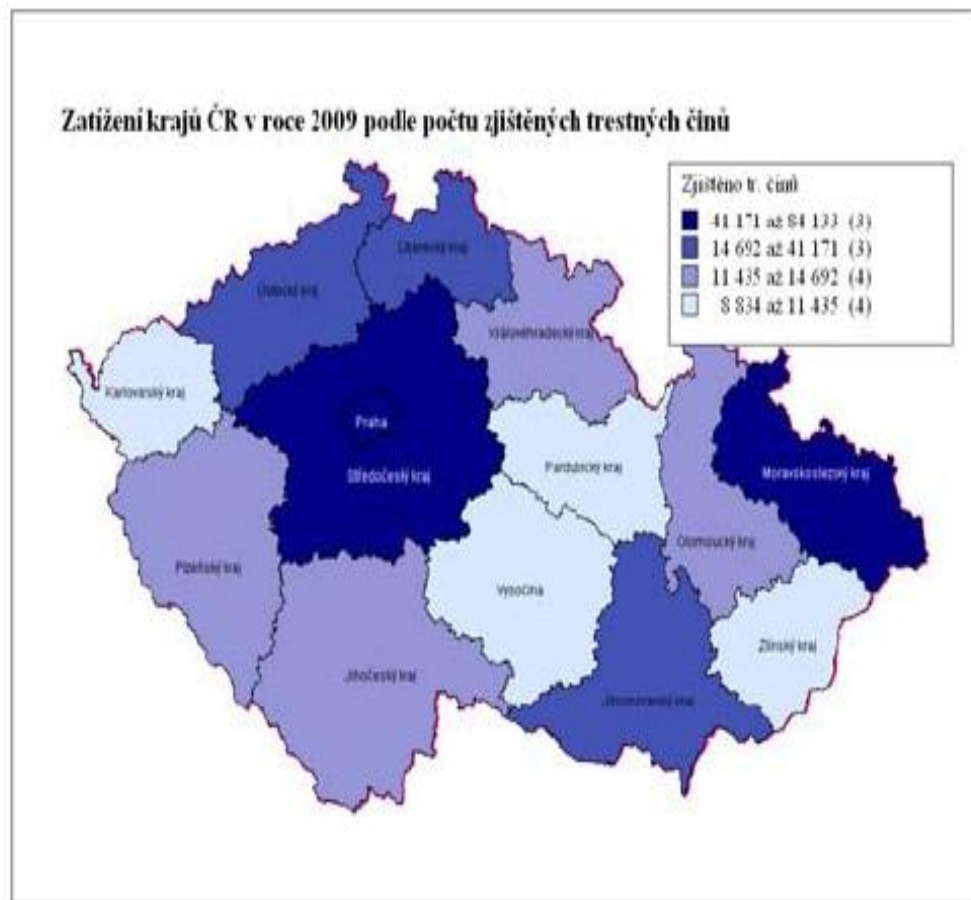 Zatížení krajů ČR v roce 2009 podle počtu zjištěných trestných činů
Zjištěno tr. činů
41 171 až 84 133 (3)
14 692 až 41 171 (3)
11 435 až 14 692 (4)
8 834 až 11 435 (4)
Liberecký kraj
Ústecký kraj
Královéhradecký kraj
Karlovarský kraj
Praha
Středočeský kraj
Pardubický kraj
Moravskoslezský kraj
Olomoucký kraj
Plzeňský kraj
Vysočina
Zlínský kraj
Jihočeský kraj
Jihomoravský kraj